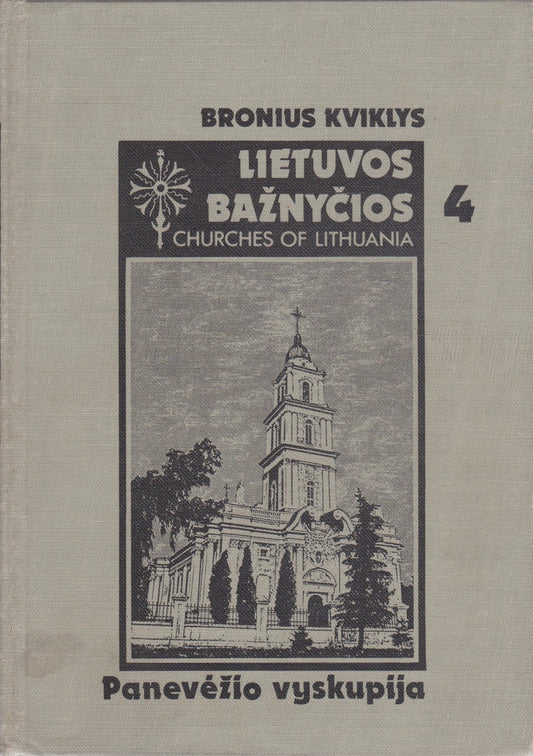 BRONIUS KVIKLYS
LIETUVOS
BAŽNYČIOS 4
CHURCHES OF LITHUANIA
Panevėžio vyskupija